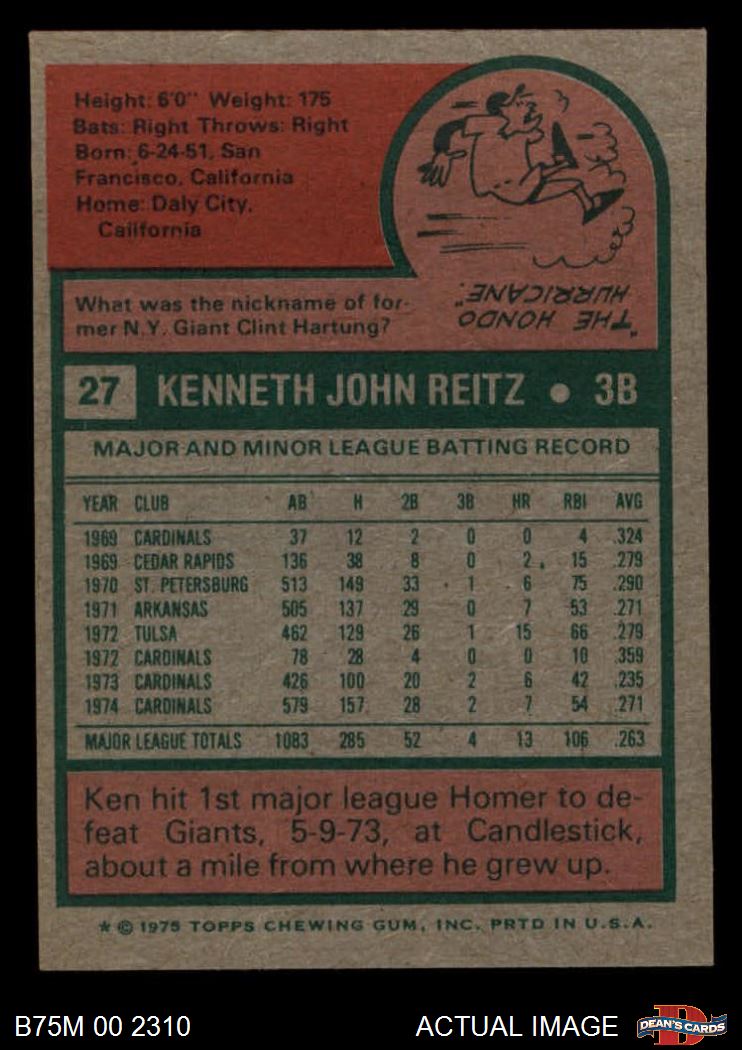 Height: 6'0" Weight: 175
Bats: Right Throws: Right
Born: 6-24-51, San
Francisco, California
Home: Daly City,
California
What was the nickname of for-
mer N.Y. Giant Clint Hartung?
"THE HONDO
HURRICANE."
27 KENNETH JOHN REITZ • 3B
MAJOR AND MINOR LEAGUE BATTING RECORD
YEAR CLUB AB H 2B 3B HR RBI AVG
1969 CARDINALS 37 12 2 0 0 4 .324
1969 CEDAR RAPIDS 136 38 8 0 2 15 .279
1970 ST. PETERSBURG 513 149 33 1 6 75 .290
1971 ARKANSAS 505 137 29 0 7 53 .271
1972 TULSA 462 129 26 1 15 66 .279
1972 CARDINALS 78 28 4 0 0 10 .359
1973 CARDINALS 426 100 20 2 6 42 .235
1974 CARDINALS 579 157 28 2 7 54 .271
MAJOR LEAGUE TOTALS 1083 285 52 4 13 106 .263
Ken hit 1st major league Homer to de-
feat Giants, 5-9-73, at Candlestick,
about a mile from where he grew up.
* © 1975 TOPPS CHEWING GUM, INC. PRTD IN U.S.A.
B75M 00 2310 ACTUAL IMAGE DEAN'S CARDS